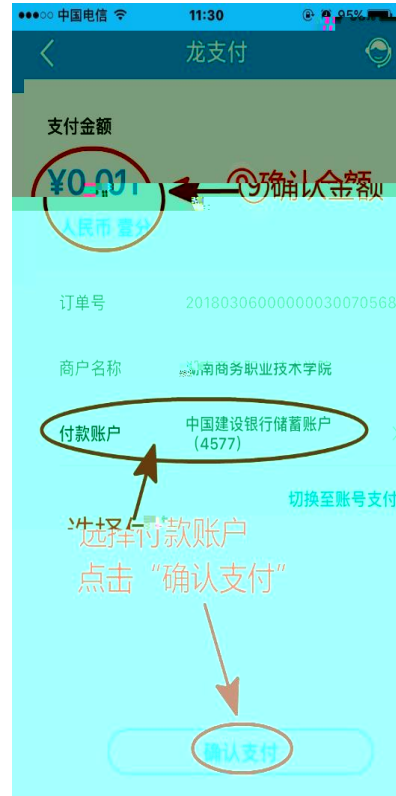 中国电信 11:30 95%
龙支付
支付金额
¥0.01
确认金额
人民币 壹分
订单号 20180306000000030070568
商户名称 湖南商务职业技术学院
付款账户 中国建设银行储蓄账户
（4577）
切换至账号支付
选择付款账户
点击“确认支付”
确认支付